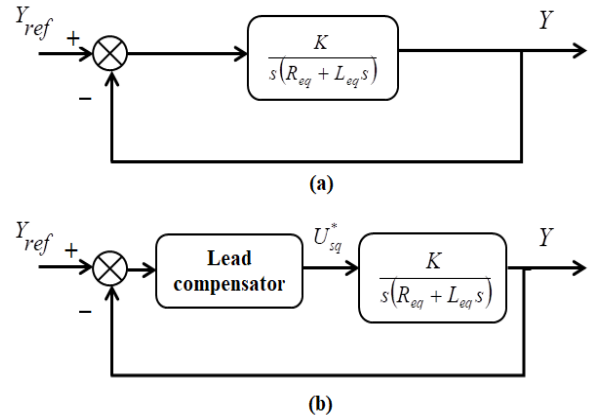 Y_ref + − K / s(R_eq + L_eq s) Y
(a)
Y_ref + − Lead compensator U*_sq K / s(R_eq + L_eq s) Y
(b)